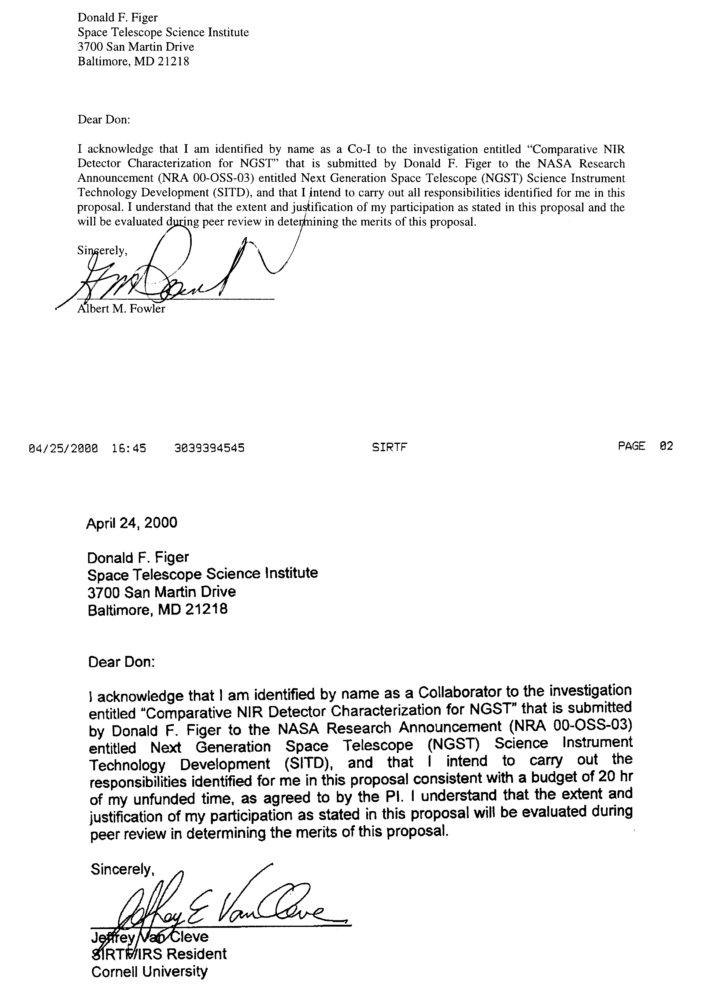 Donald F. Figer
Space Telescope Science Institute
3700 San Martin Drive
Baltimore, MD 21218
Dear Don:
I acknowledge that I am identified by name as a Co-I to the investigation entitled “Comparative NIR
Detector Characterization for NGST” that is submitted by Donald F. Figer to the NASA Research
Announcement (NRA 00-OSS-03) entitled Next Generation Space Telescope (NGST) Science Instrument
Technology Development (SITD), and that I intend to carry out all responsibilities identified for me in this
proposal. I understand that the extent and justification of my participation as stated in this proposal and the
will be evaluated during peer review in determining the merits of this proposal.
Sincerely,
Albert M. Fowler
04/25/2000 16:45 3039394545 SIRTF PAGE 02
April 24, 2000
Donald F. Figer
Space Telescope Science Institute
3700 San Martin Drive
Baltimore, MD 21218
Dear Don:
I acknowledge that I am identified by name as a Collaborator to the investigation
entitled “Comparative NIR Detector Characterization for NGST” that is submitted
by Donald F. Figer to the NASA Research Announcement (NRA 00-OSS-03)
entitled Next Generation Space Telescope (NGST) Science Instrument
Technology Development (SITD), and that I intend to carry out the
responsibilities identified for me in this proposal consistent with a budget of 20 hr
of my unfunded time, as agreed to by the PI. I understand that the extent and
justification of my participation as stated in this proposal will be evaluated during
peer review in determining the merits of this proposal.
Sincerely,
Jeffrey E Van Cleve
Jeffrey Van Cleve
SIRTF/IRS Resident
Cornell University